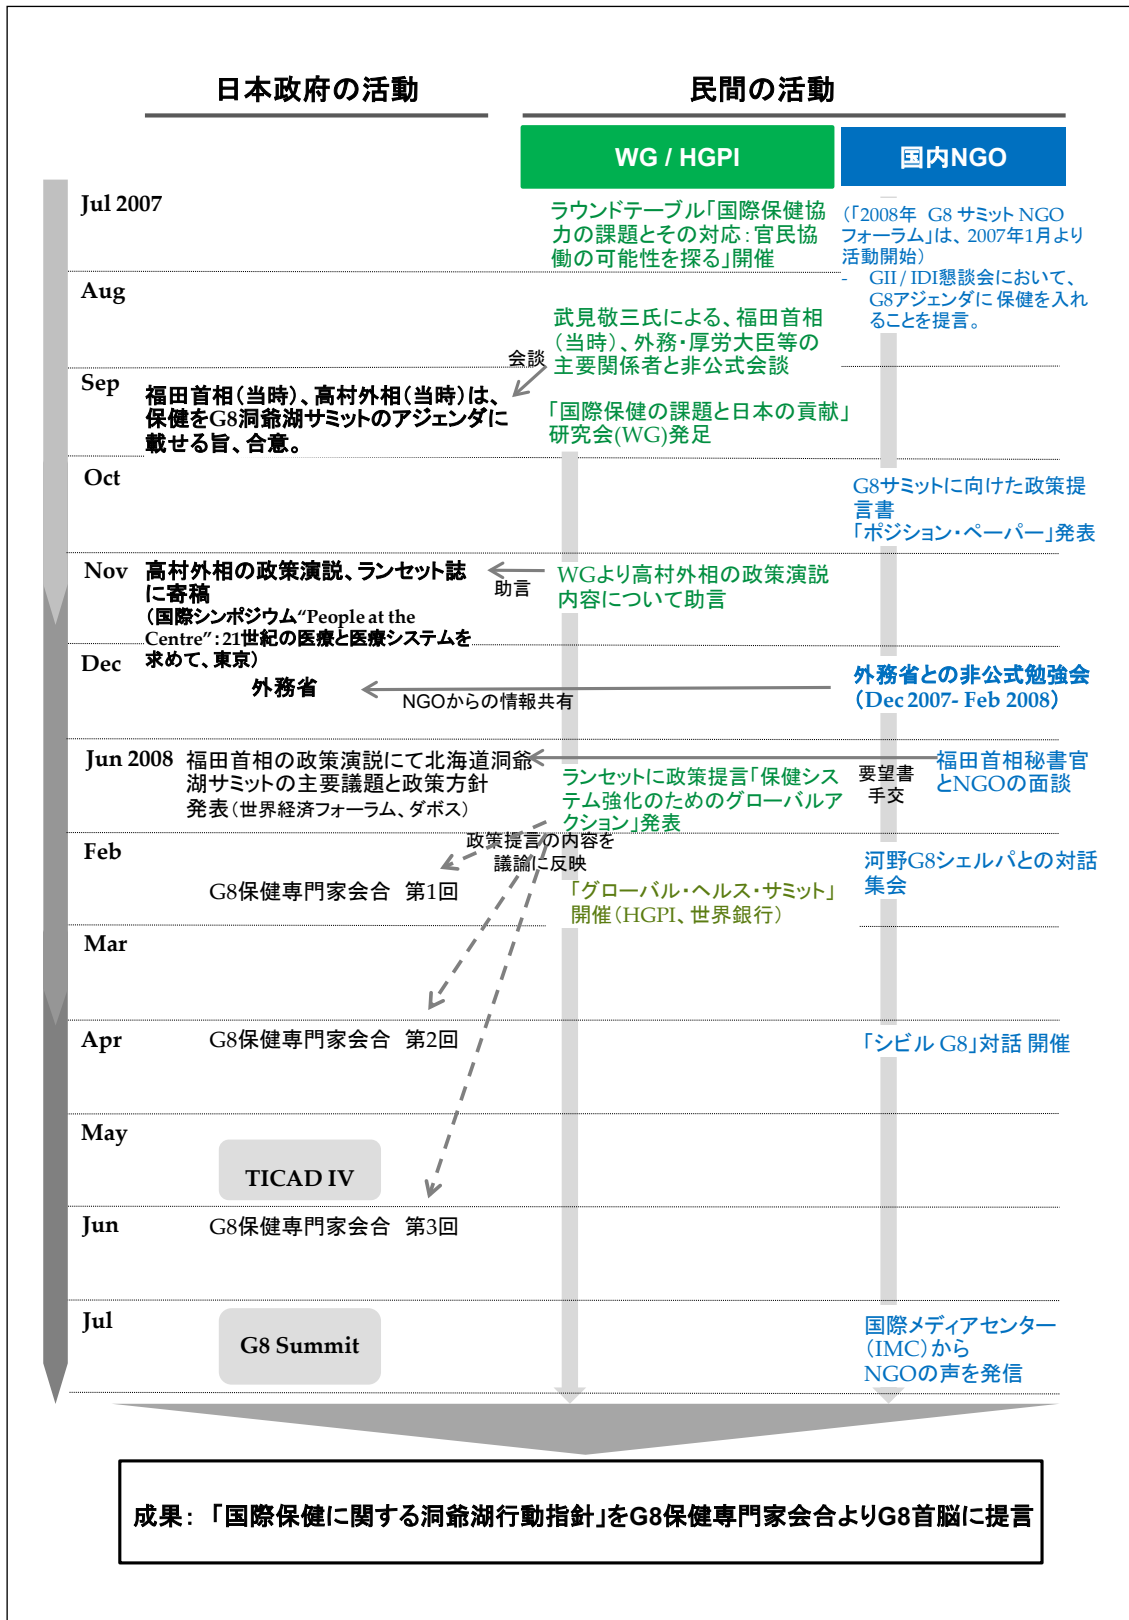 日本政府の活動
民間の活動
WG / HGPI
国内NGO
Jul 2007
ラウンドテーブル「国際保健協
力の課題とその対応：官民協
働の可能性を探る」開催
（「2008年 G8 サミット NGO
フォーラム」は、2007年1月より
活動開始）
- GII / IDI懇談会において、
G8アジェンダに 保健を入れ
ることを提言。
Aug
武見敬三氏による、福田首相
（当時）、外務・厚労大臣等の
主要関係者と非公式会談
会談
Sep
福田首相（当時）、高村外相（当時）は、
保健をG8洞爺湖サミットのアジェンダに
載せる旨、合意。
「国際保健の課題と日本の貢献」
研究会(WG)発足
Oct
G8サミットに向けた政策提
言書
「ポジション・ペーパー」発表
Nov
高村外相の政策演説、ランセット誌
に寄稿
（国際シンポジウム“People at the
Centre”：21世紀の医療と医療システムを
求めて、東京）
助言
WGより高村外相の政策演説
内容について助言
Dec
外務省
NGOからの情報共有
外務省との非公式勉強会
（Dec 2007- Feb 2008）
Jun 2008
福田首相の政策演説にて北海道洞爺
湖サミットの主要議題と政策方針
発表（世界経済フォーラム、ダボス）
ランセットに政策提言「保健シス
テム強化のためのグローバルア
クション」発表
要望書
手交
福田首相秘書官
とNGOの面談
政策提言の内容を
議論に反映
Feb
G8保健専門家会合 第1回
「グローバル・ヘルス・サミット」
開催（HGPI、世界銀行）
河野G8シェルパとの対話
集会
Mar
Apr
G8保健専門家会合 第2回
「シビル G8」対話 開催
May
TICAD IV
Jun
G8保健専門家会合 第3回
Jul
G8 Summit
国際メディアセンター
（IMC）から
NGOの声を発信
成果： 「国際保健に関する洞爺湖行動指針」をG8保健専門家会合よりG8首脳に提言